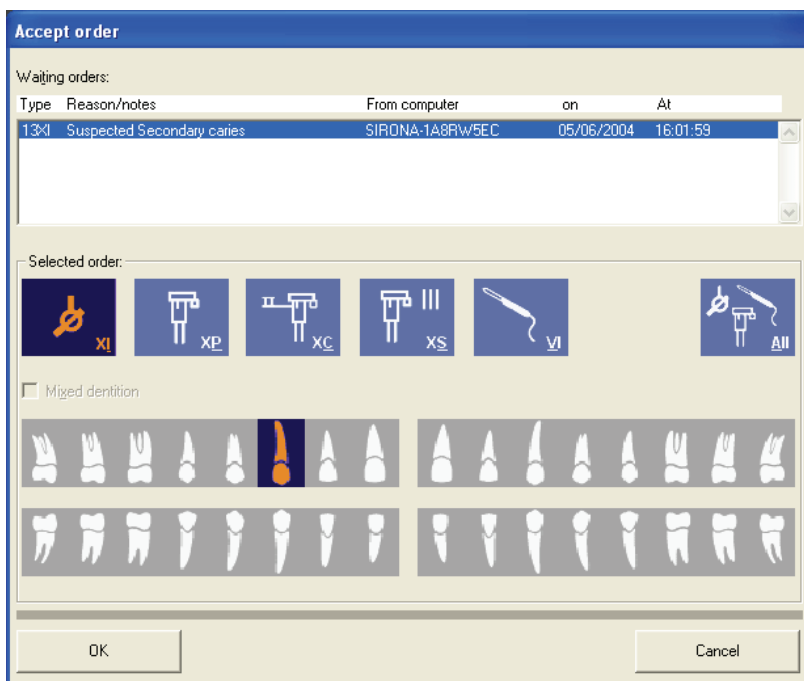 Accept order
Waiting orders:
Type Reason/notes From computer on At
13XI Suspected Secondary caries SIRONA-1A8RW5EC 05/06/2004 16:01:59
Selected order:
XI XP XC XS VI All
Mixed dentition
OK Cancel